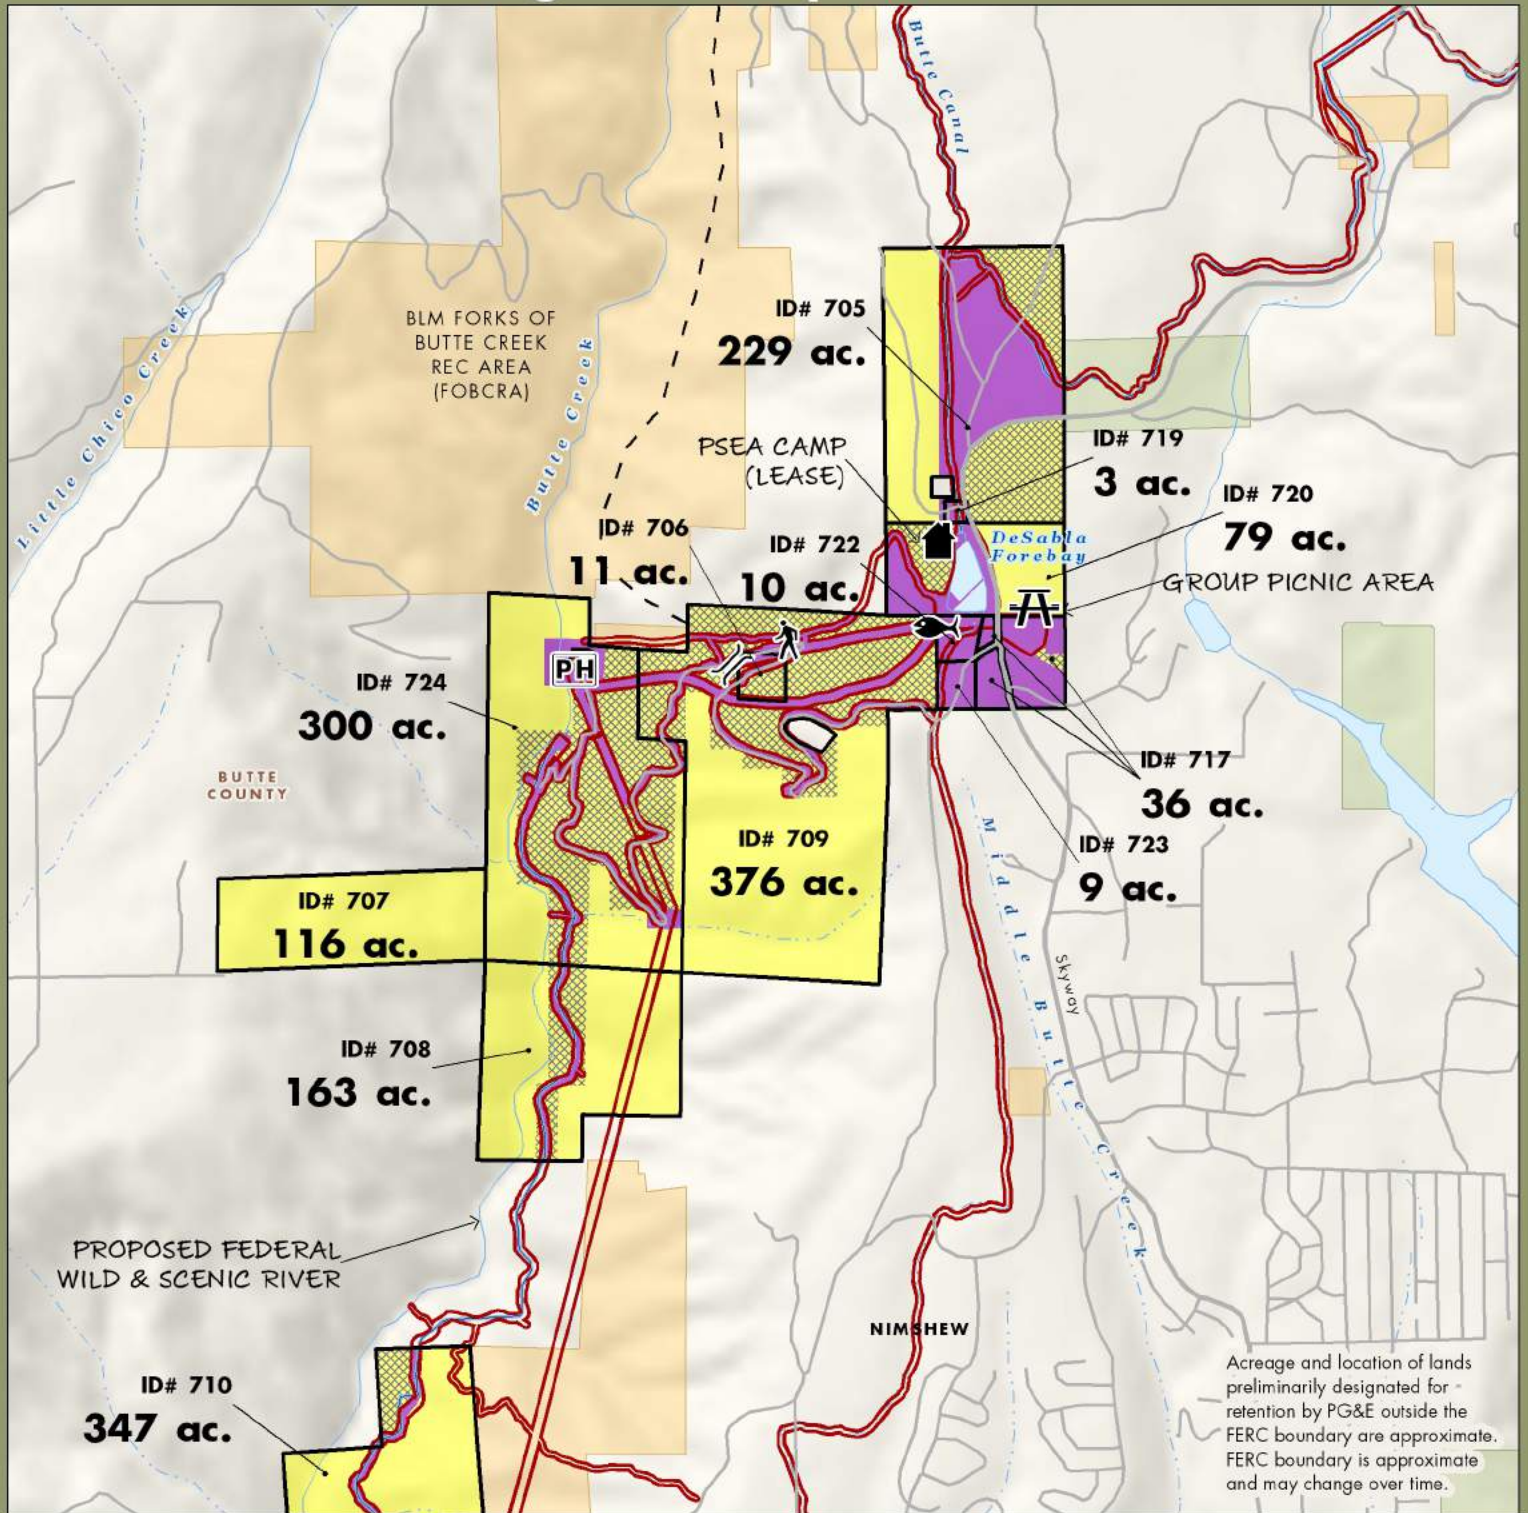 Butte Canal
ID# 705
229 ac.
BLM FORKS OF
BUTTE CREEK
REC AREA
(FOBCRA)
Little Chico Creek
Butte Creek
PSEA CAMP
(LEASE)
ID# 719
3 ac.
ID# 720
79 ac.
ID# 706
11 ac.
ID# 722
10 ac.
DeSabla
Forebay
GROUP PICNIC AREA
PH
ID# 724
300 ac.
BUTTE
COUNTY
ID# 717
36 ac.
ID# 709
376 ac.
ID# 723
9 ac.
ID# 707
116 ac.
Skyway
Middle Butte Creek
ID# 708
163 ac.
PROPOSED FEDERAL
WILD & SCENIC RIVER
NIMSHEW
ID# 710
347 ac.
Acreage and location of lands
preliminarily designated for
retention by PG&E outside the
FERC boundary are approximate.
FERC boundary is approximate
and may change over time.